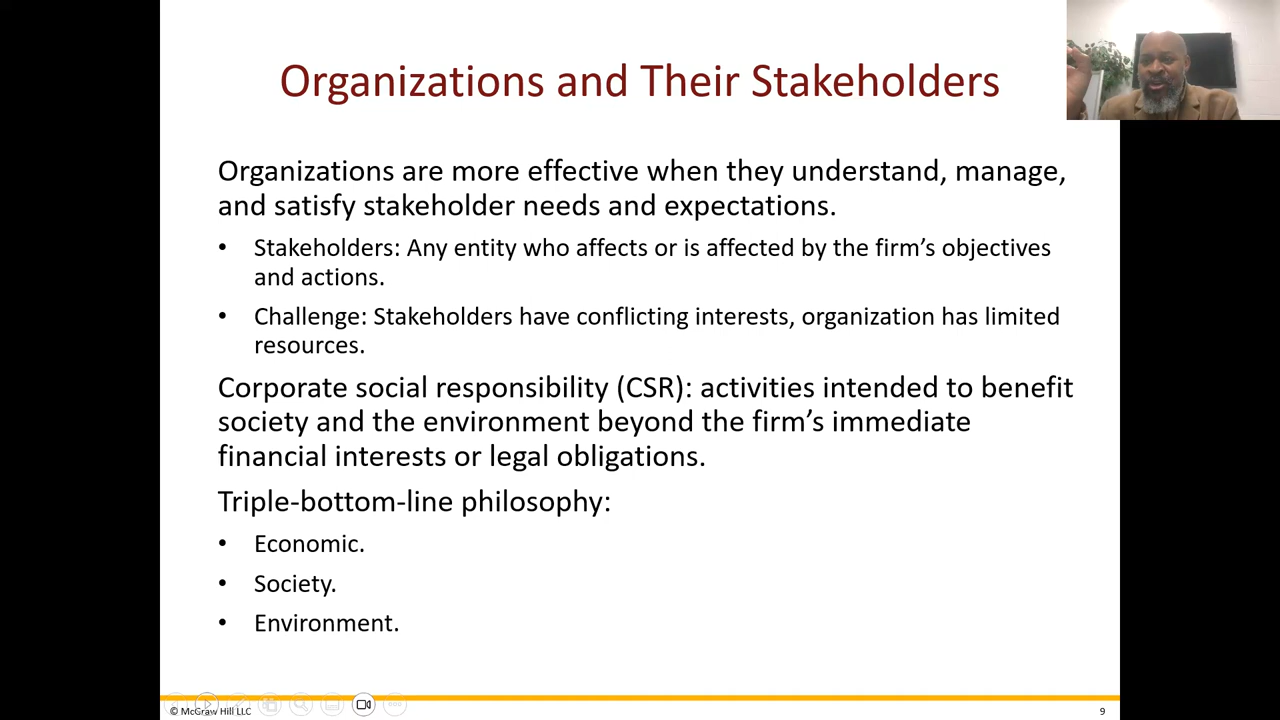 Organizations and Their Stakeholders
Organizations are more effective when they understand, manage,
and satisfy stakeholder needs and expectations.
• Stakeholders: Any entity who affects or is affected by the firm’s objectives
and actions.
• Challenge: Stakeholders have conflicting interests, organization has limited
resources.
Corporate social responsibility (CSR): activities intended to benefit
society and the environment beyond the firm’s immediate
financial interests or legal obligations.
Triple-bottom-line philosophy:
• Economic.
• Society.
• Environment.
© McGraw Hill LLC
9